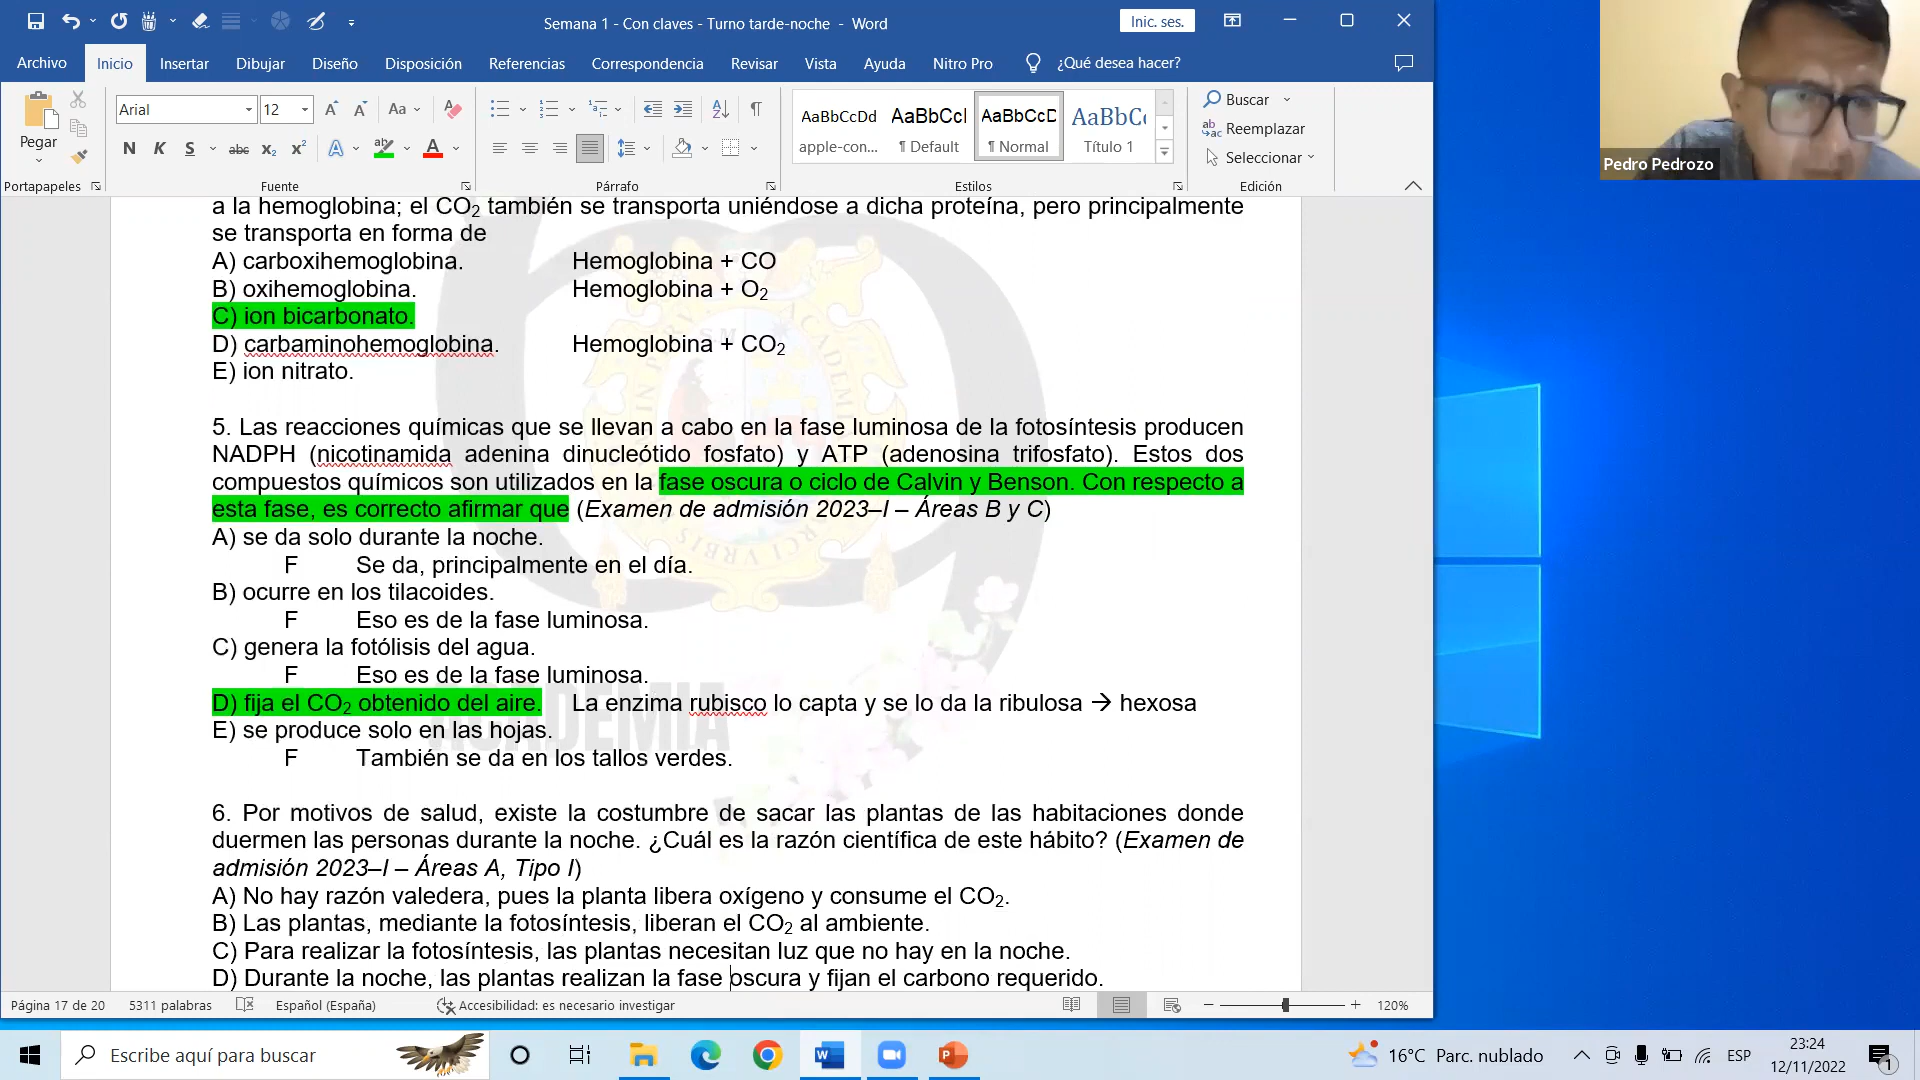 Semana 1 - Con claves - Turno tarde-noche - Word
Inic. ses.
Archivo Inicio Insertar Dibujar Diseño Disposición Referencias Correspondencia Revisar Vista Ayuda Nitro Pro ¿Qué desea hacer?
Pegar
Portapapeles
Arial 12
Aa
N K S abc x₂ x²
Fuente
Párrafo
AaBbCcDd AaBbCcI AaBbCcD AaBbCc
apple-con... ¶ Default ¶ Normal Título 1
Estilos
Buscar
Reemplazar
Seleccionar
Edición
Pedro Pedrozo
a la hemoglobina; el CO₂ también se transporta uniéndose a dicha proteína, pero principalmente
se transporta en forma de
A) carboxihemoglobina. Hemoglobina + CO
B) oxihemoglobina. Hemoglobina + O₂
C) ion bicarbonato.
D) carbaminohemoglobina. Hemoglobina + CO₂
E) ion nitrato.
5. Las reacciones químicas que se llevan a cabo en la fase luminosa de la fotosíntesis producen
NADPH (nicotinamida adenina dinucleótido fosfato) y ATP (adenosina trifosfato). Estos dos
compuestos químicos son utilizados en la fase oscura o ciclo de Calvin y Benson. Con respecto a
esta fase, es correcto afirmar que (Examen de admisión 2023–I – Áreas B y C)
A) se da solo durante la noche.
F Se da, principalmente en el día.
B) ocurre en los tilacoides.
F Eso es de la fase luminosa.
C) genera la fotólisis del agua.
F Eso es de la fase luminosa.
D) fija el CO₂ obtenido del aire. La enzima rubisco lo capta y se lo da la ribulosa → hexosa
E) se produce solo en las hojas.
F También se da en los tallos verdes.
6. Por motivos de salud, existe la costumbre de sacar las plantas de las habitaciones donde
duermen las personas durante la noche. ¿Cuál es la razón científica de este hábito? (Examen de
admisión 2023–I – Áreas A, Tipo I)
A) No hay razón valedera, pues la planta libera oxígeno y consume el CO₂.
B) Las plantas, mediante la fotosíntesis, liberan el CO₂ al ambiente.
C) Para realizar la fotosíntesis, las plantas necesitan luz que no hay en la noche.
D) Durante la noche, las plantas realizan la fase oscura y fijan el carbono requerido.
ACADEMIA
Página 17 de 20 5311 palabras Español (España) Accesibilidad: es necesario investigar 120%
Escribe aquí para buscar
16°C Parc. nublado
ESP
23:24
12/11/2022
1